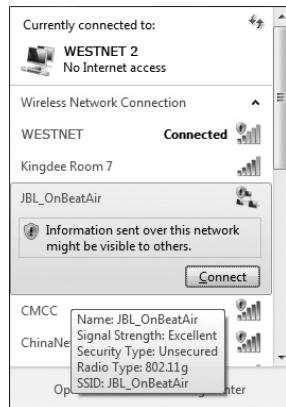 Currently connected to:
WESTNET 2
No Internet access
Wireless Network Connection
WESTNET Connected
Kingdee Room 7
JBL_OnBeatAir
Information sent over this network
might be visible to others.
Connect
CMCC
Name: JBL_OnBeatAir
Signal Strength: Excellent
Security Type: Unsecured
Radio Type: 802.11g
SSID: JBL_OnBeatAir